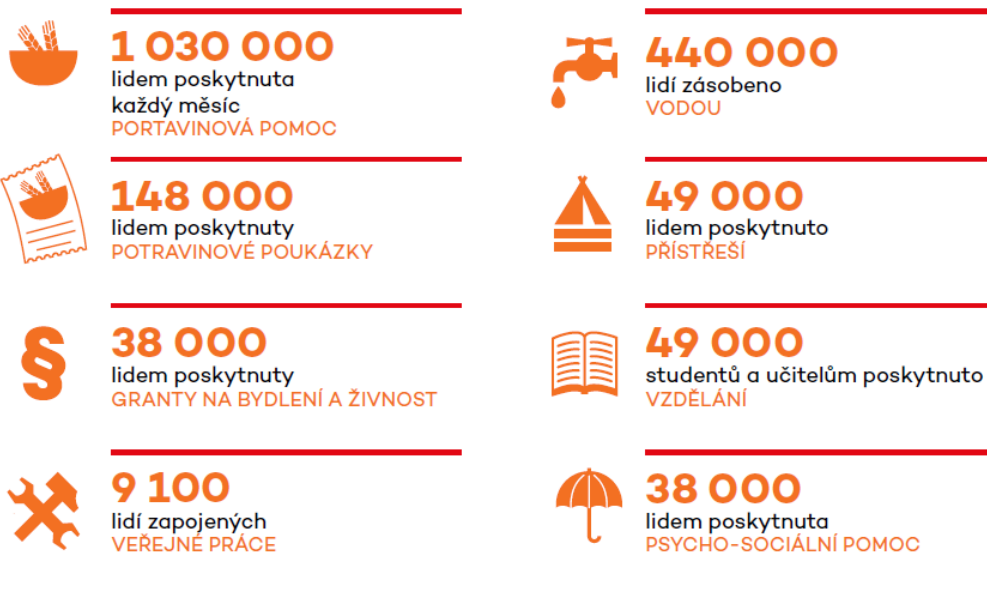 1 030 000
lidem poskytnuta
každý měsíc
PORTAVINOVÁ POMOC
148 000
lidem poskytnuty
POTRAVINOVÉ POUKÁZKY
38 000
lidem poskytnuty
GRANTY NA BYDLENÍ A ŽIVNOST
9 100
lidí zapojených
VEŘEJNÉ PRÁCE
440 000
lidí zásobeno
VODOU
49 000
lidem poskytnuto
PŘÍSTŘEŠÍ
49 000
studentů a učitelům poskytnuto
VZDĚLÁNÍ
38 000
lidem poskytnuta
PSYCHO-SOCIÁLNÍ POMOC